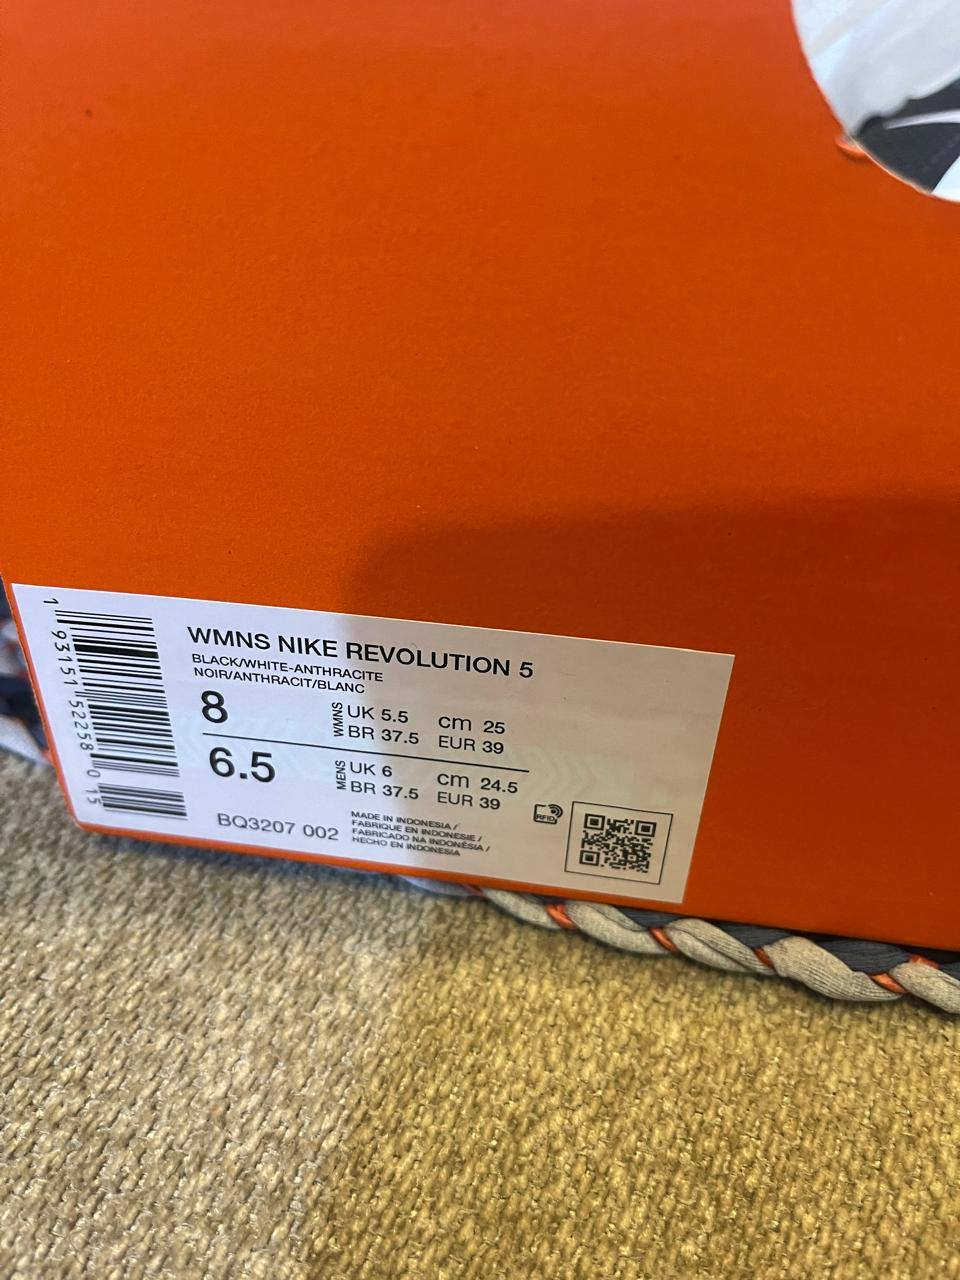 WMNS NIKE REVOLUTION 5
BLACK/WHITE-ANTHRACITE
NOIR/ANTHRACIT/BLANC
8
WMNS
UK 5.5 cm 25
BR 37.5 EUR 39
6.5
MENS
UK 6 cm 24.5
BR 37.5 EUR 39
BQ3207 002
MADE IN INDONESIA /
FABRIQUE EN INDONESIE /
FABRICADO NA INDONÉSIA /
HECHO EN INDONESIA
RFID
1 93151 52258 0 15